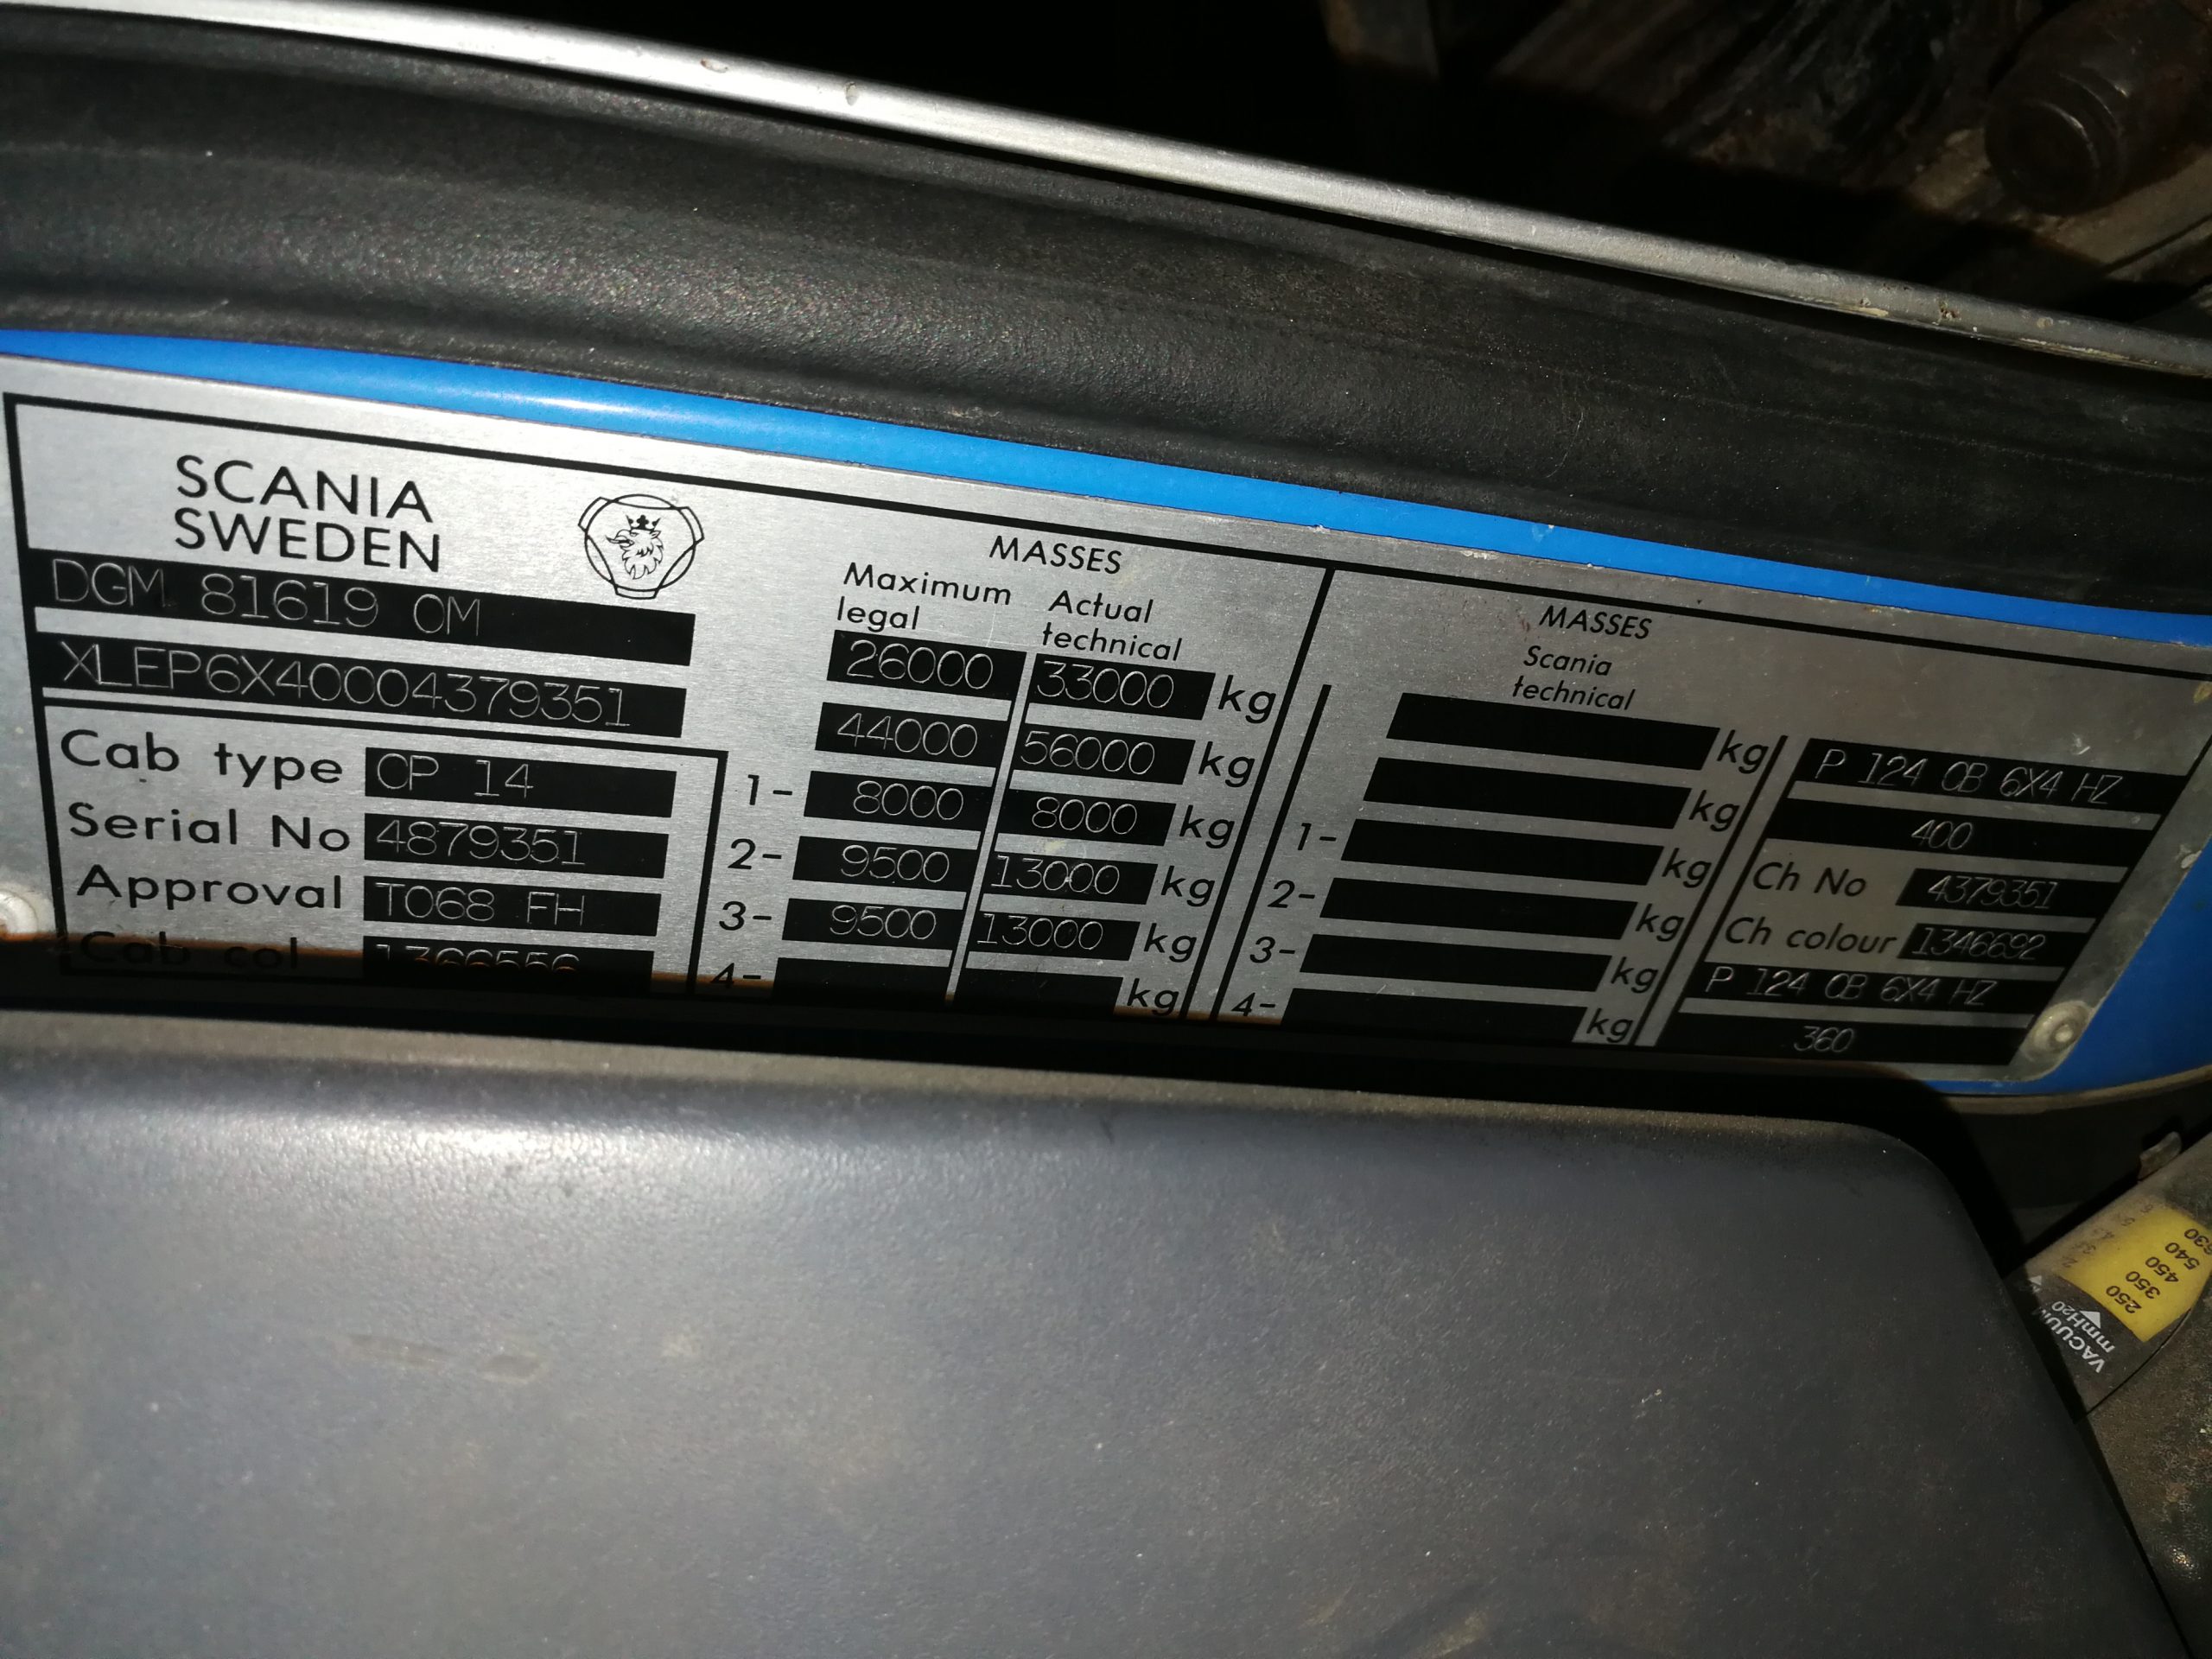 SCANIA
SWEDEN
DGM 81619 OM
XLEP6X40004379351
Cab type CP 14
Serial No 4879351
Approval T068 FH
Cab col 1366556
MASSES
Maximum legal Actual technical
26000 33000 kg
44000 56000 kg
1- 8000 8000 kg
2- 9500 13000 kg
3- 9500 13000 kg
4- kg
MASSES
Scania
technical
kg
kg
1- kg
2- kg
3- kg
4- kg
P 124 CB 6X4 HZ
400
Ch No 4379351
Ch colour 1346692
P 124 CB 6X4 HZ
360
VACUUM
mmH20
250
350
450
540
630